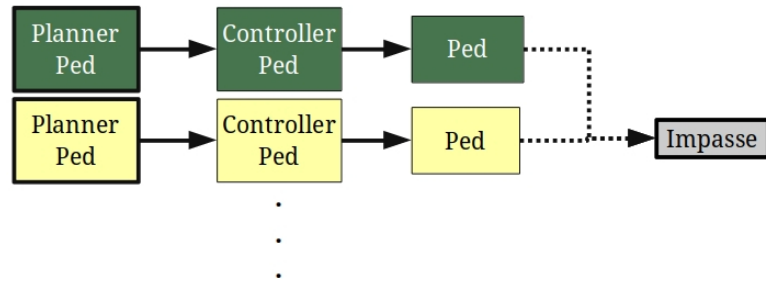 Planner
Ped
Controller
Ped
Ped
Planner
Ped
Controller
Ped
Ped
Impasse
.
.
.